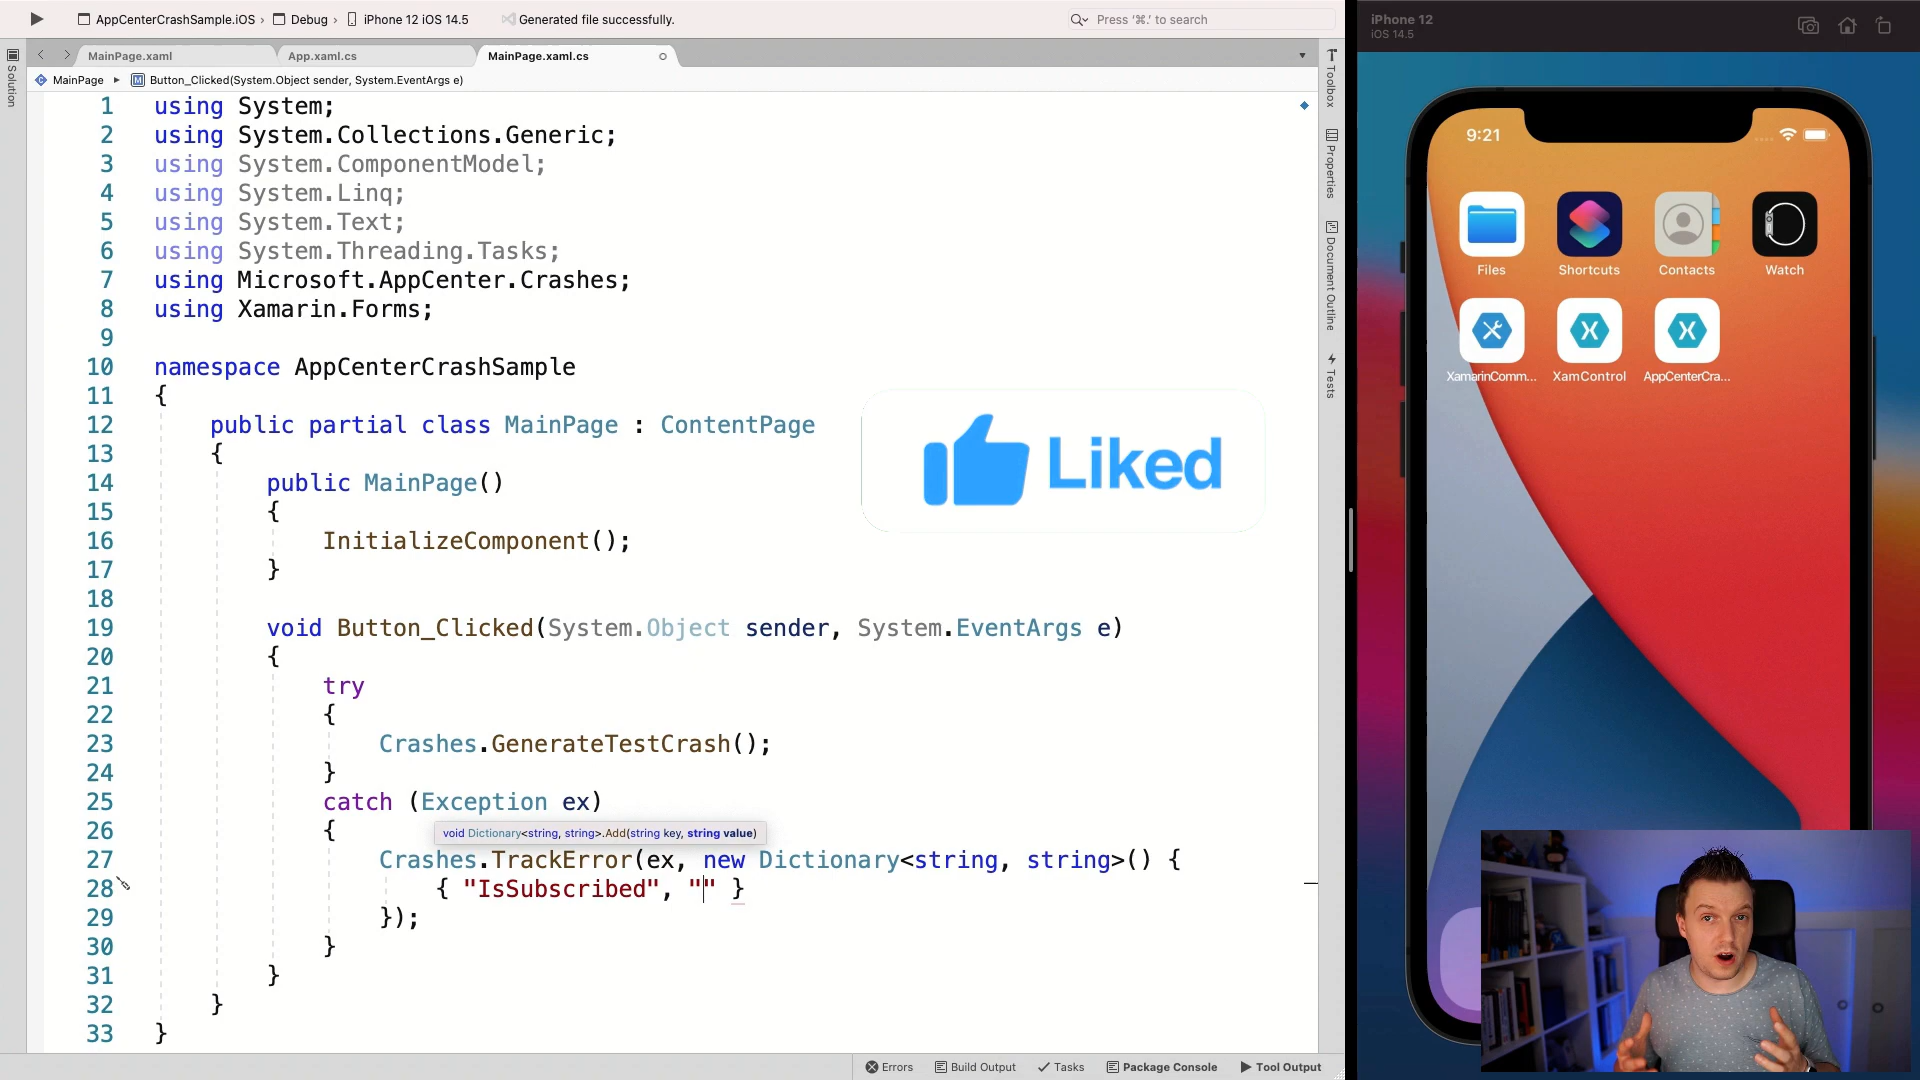 AppCenterCrashSample.iOS › Debug › iPhone 12 iOS 14.5
Generated file successfully.
Press '⌘.' to search
MainPage.xaml
App.xaml.cs
MainPage.xaml.cs
MainPage
Button_Clicked(System.Object sender, System.EventArgs e)
Solution
1 using System;
2 using System.Collections.Generic;
3 using System.ComponentModel;
4 using System.Linq;
5 using System.Text;
6 using System.Threading.Tasks;
7 using Microsoft.AppCenter.Crashes;
8 using Xamarin.Forms;
9
10 namespace AppCenterCrashSample
11 {
12 public partial class MainPage : ContentPage
13 {
14 public MainPage()
15 {
16 InitializeComponent();
17 }
18
19 void Button_Clicked(System.Object sender, System.EventArgs e)
20 {
21 try
22 {
23 Crashes.GenerateTestCrash();
24 }
25 catch (Exception ex)
26 {
void Dictionary<string, string>.Add(string key, string value)
27 Crashes.TrackError(ex, new Dictionary<string, string>() {
28 { "IsSubscribed", "" }
29 });
30 }
31 }
32 }
33 }
Liked
Toolbox
Properties
Document Outline
Tests
Errors
Build Output
Tasks
Package Console
Tool Output
iPhone 12
iOS 14.5
9:21
Files
Shortcuts
Contacts
Watch
XamarinComm...
XamControl
AppCenterCra...